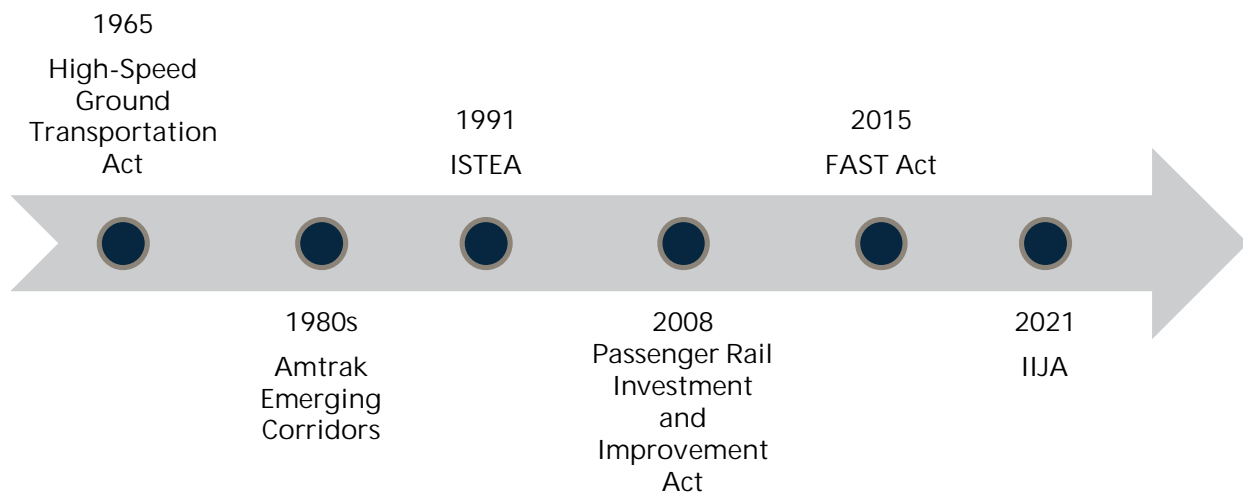 1965
High-Speed
Ground
Transportation
Act
1980s
Amtrak
Emerging
Corridors
1991
ISTEA
2008
Passenger Rail
Investment
and
Improvement
Act
2015
FAST Act
2021
IIJA